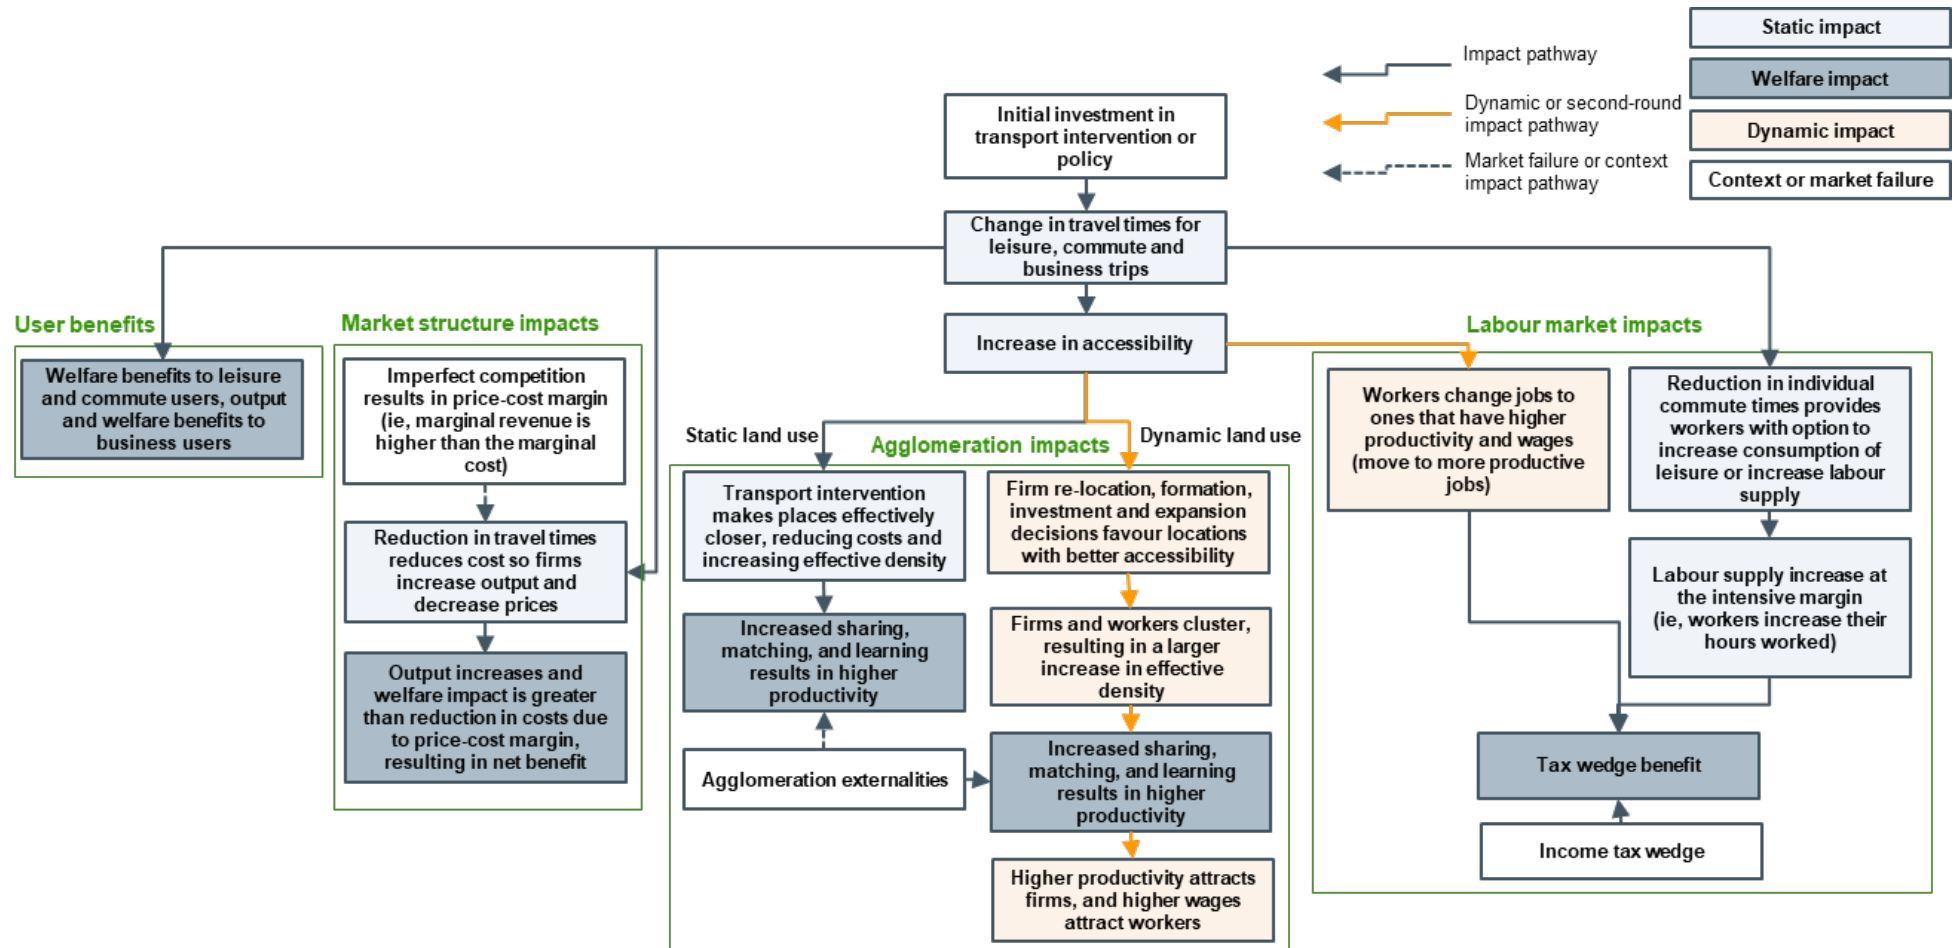 Static impact
Impact pathway
Welfare impact
Dynamic or second-round
impact pathway
Dynamic impact
Market failure or context
impact pathway
Context or market failure
Initial investment in
transport intervention or
policy
Change in travel times for
leisure, commute and
business trips
Increase in accessibility
User benefits
Welfare benefits to leisure
and commute users, output
and welfare benefits to
business users
Market structure impacts
Imperfect competition
results in price-cost margin
(ie, marginal revenue is
higher than the marginal
cost)
Reduction in travel times
reduces cost so firms
increase output and
decrease prices
Output increases and
welfare impact is greater
than reduction in costs due
to price-cost margin,
resulting in net benefit
Static land use
Agglomeration impacts
Dynamic land use
Transport intervention
makes places effectively
closer, reducing costs and
increasing effective density
Increased sharing,
matching, and learning
results in higher
productivity
Agglomeration externalities
Firm re-location, formation,
investment and expansion
decisions favour locations
with better accessibility
Firms and workers cluster,
resulting in a larger
increase in effective
density
Increased sharing,
matching, and learning
results in higher
productivity
Higher productivity attracts
firms, and higher wages
attract workers
Labour market impacts
Workers change jobs to
ones that have higher
productivity and wages
(move to more productive
jobs)
Reduction in individual
commute times provides
workers with option to
increase consumption of
leisure or increase labour
supply
Labour supply increase at
the intensive margin
(ie, workers increase their
hours worked)
Tax wedge benefit
Income tax wedge